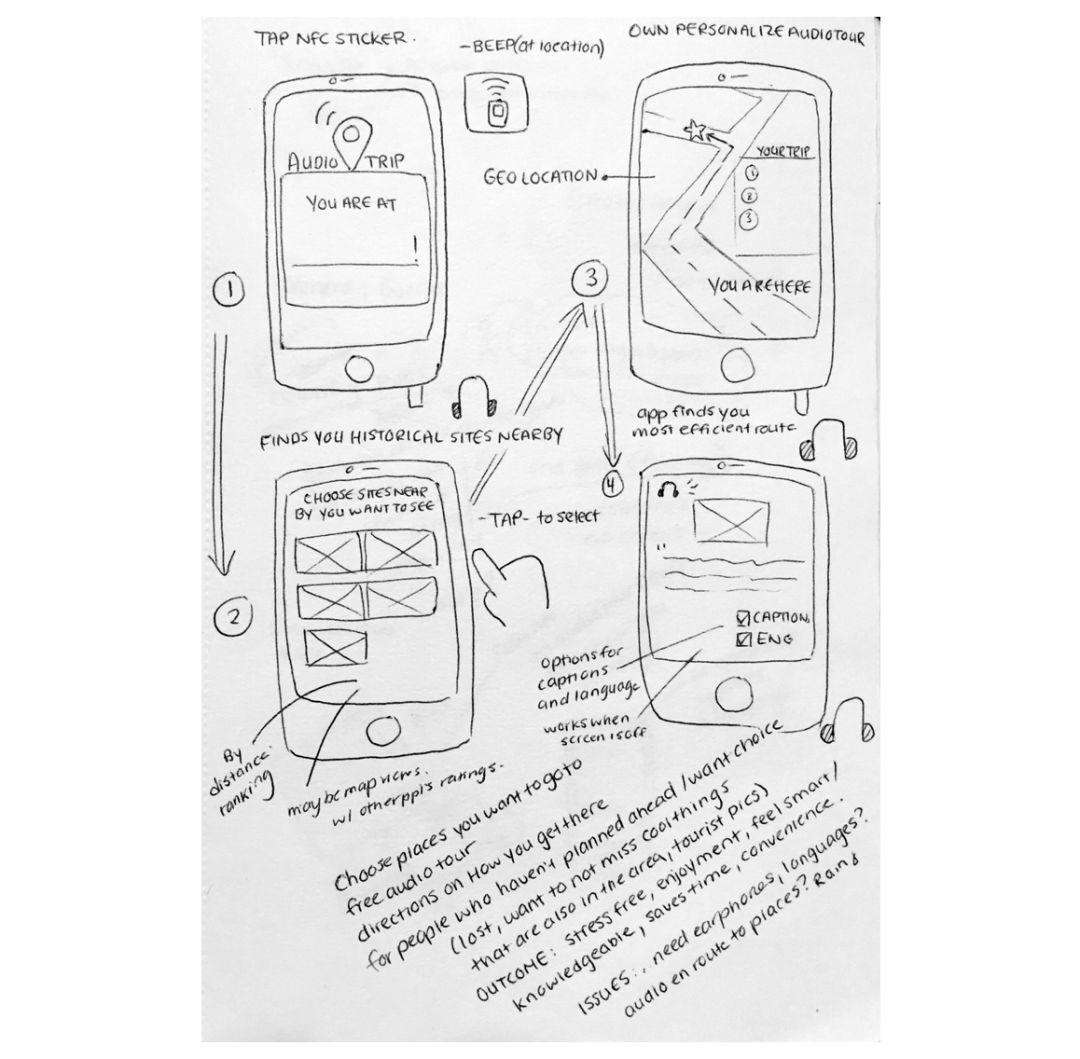 TAP NFC STICKER.
-BEEP (at location)
OWN PERSONALIZE AUDIOTOUR
AUDIO TRIP
YOU ARE AT
!
GEO LOCATION
YOUR TRIP
1
2
3
YOU ARE HERE
1
3
FINDS YOU HISTORICAL SITES NEARBY
app finds you
most efficient route
CHOOSE SITES NEAR
BY YOU WANT TO SEE
-TAP- to select
2
4
"
CAPTION
ENG
options for
captions
and language
works when
screen is off
By
distance
ranking
maybe map views.
w/ other ppl's ratings.
Choose places you want to go to
free audio tour
directions on How you get there
for people who haven't planned ahead / want choice
(lost, want to not miss cool things
that are also in the area, tourist pics)
OUTCOME: stress free, enjoyment, feel smart /
knowledgeable, saves time, convenience.
ISSUES:. need earphones, languages?
audio en route to places? Rain